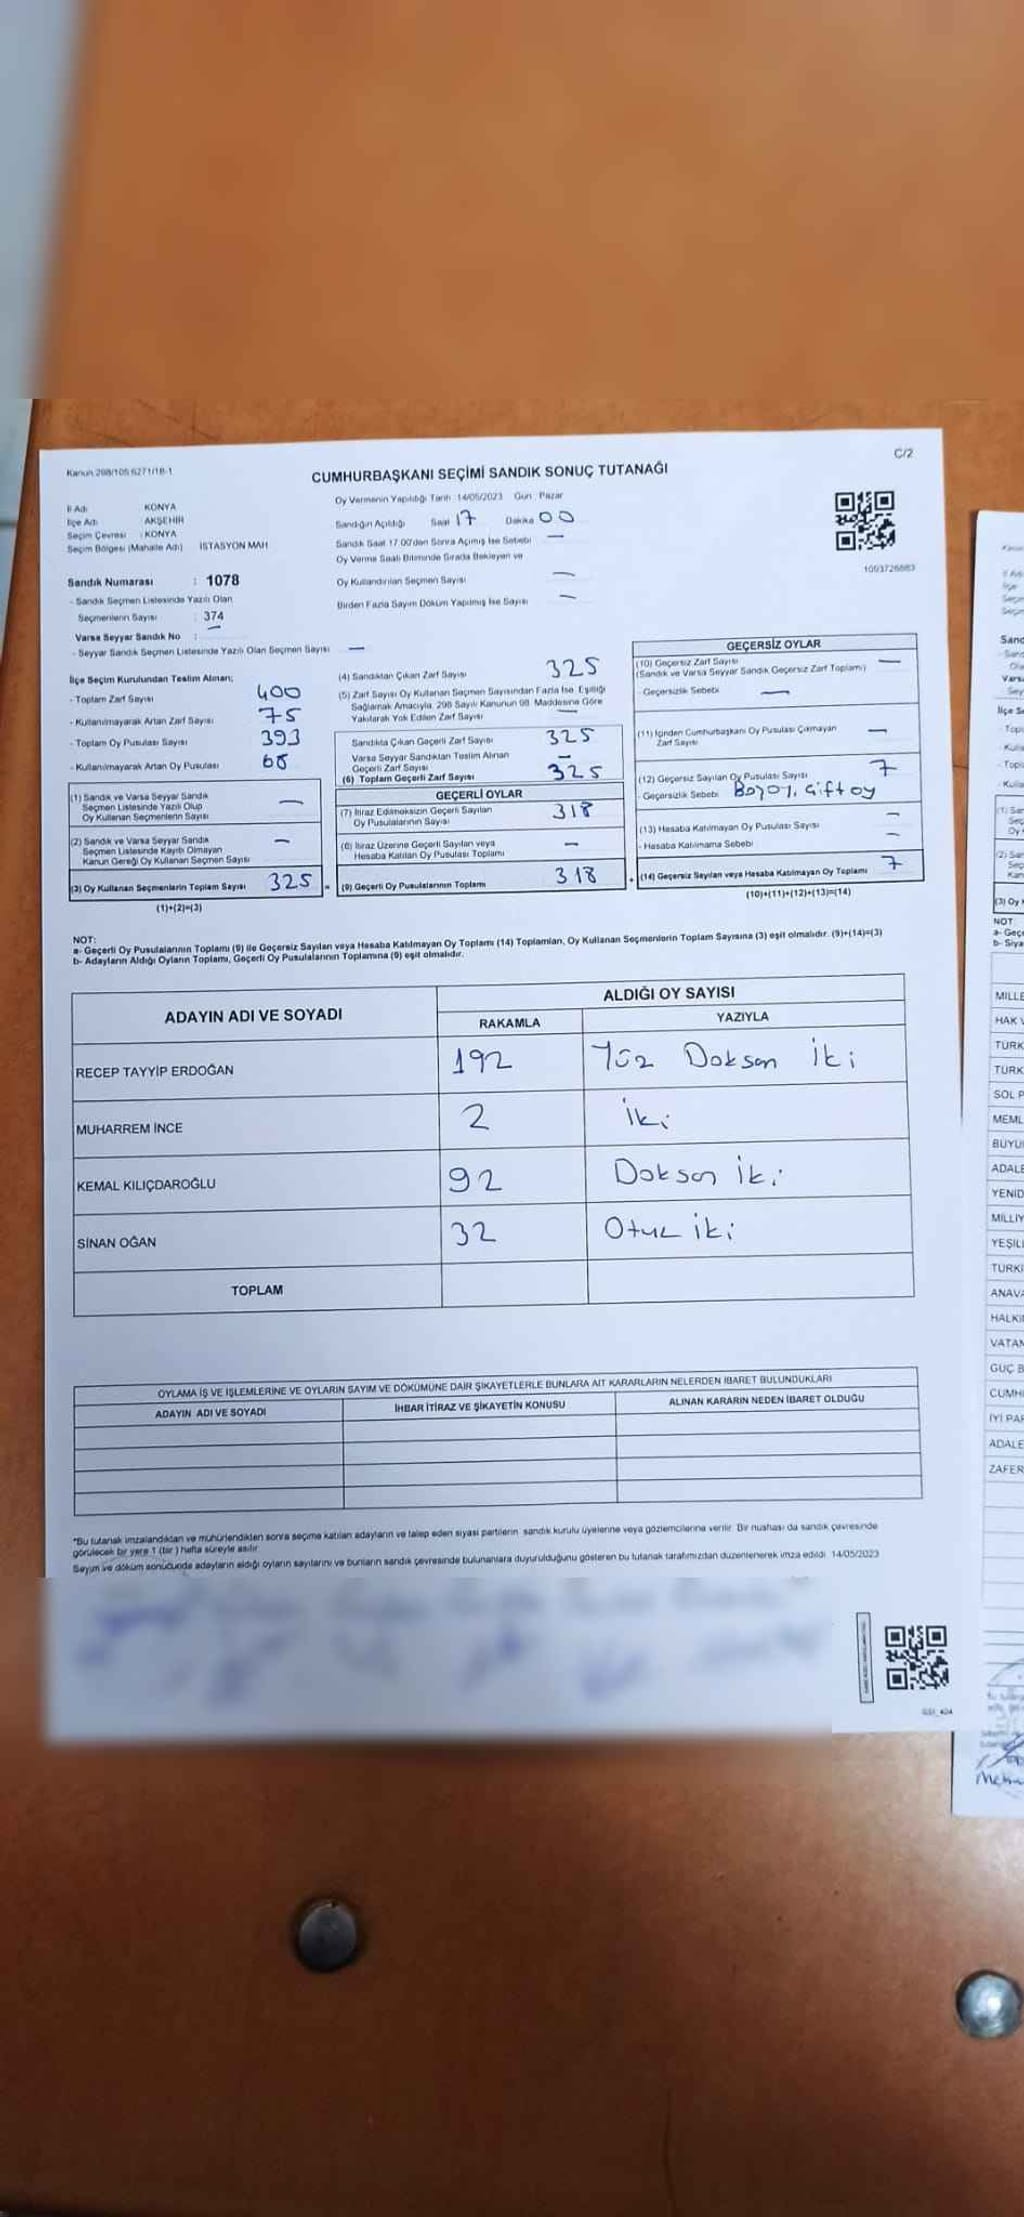 Kanun 298/105 6271/18-1
C/2
CUMHURBAŞKANI SEÇİMİ SANDIK SONUÇ TUTANAĞI
İl Adı KONYA
İlçe Adı AKŞEHİR
Seçim Çevresi : KONYA
Seçim Bölgesi (Mahalle Adı) İSTASYON MAH
Oy Vermenin Yapıldığı Tarih 14/05/2023 Gün Pazar
Sandığın Açıldığı Saat 17 Dakika 00
Sandık Saat 17.00'den Sonra Açılmış İse Sebebi —
Oy Verme Saati Bitiminde Sırada Bekleyen ve
Oy Kullandırılan Seçmen Sayısı —
Birden Fazla Sayım Döküm Yapılmış İse Sayısı —
1003726883
Sandık Numarası : 1078
- Sandık Seçmen Listesinde Yazılı Olan
Seçmenlerin Sayısı : 374
Varsa Seyyar Sandık No : —
- Seyyar Sandık Seçmen Listesinde Yazılı Olan Seçmen Sayısı —
İlçe Seçim Kurulundan Teslim Alınan;
- Toplam Zarf Sayısı 400
- Kullanılmayarak Artan Zarf Sayısı 75
- Toplam Oy Pusulası Sayısı 393
- Kullanılmayarak Artan Oy Pusulası 68
(1) Sandık ve Varsa Seyyar Sandık
Seçmen Listesinde Yazılı Olup
Oy Kullanan Seçmenlerin Sayısı —
(2) Sandık ve Varsa Seyyar Sandık
Seçmen Listesinde Kayıtlı Olmayan
Kanun Gereği Oy Kullanan Seçmen Sayısı —
(3) Oy Kullanan Seçmenlerin Toplam Sayısı 325
(1)+(2)=(3)
(4) Sandıktan Çıkan Zarf Sayısı 325
(5) Zarf Sayısı Oy Kullanan Seçmen Sayısından Fazla İse, Eşitliği
Sağlamak Amacıyla, 298 Sayılı Kanunun 98. Maddesine Göre
Yakılarak Yok Edilen Zarf Sayısı —
Sandıkta Çıkan Geçerli Zarf Sayısı 325
Varsa Seyyar Sandıktan Teslim Alınan
Geçerli Zarf Sayısı —
(6) Toplam Geçerli Zarf Sayısı 325
GEÇERLİ OYLAR
(7) İtiraz Edilmeksizin Geçerli Sayılan
Oy Pusulalarının Sayısı 318
(8) İtiraz Üzerine Geçerli Sayılan veya
Hesaba Katılan Oy Pusulası Toplamı —
(9) Geçerli Oy Pusulalarının Toplamı 318
GEÇERSİZ OYLAR
(10) Geçersiz Zarf Sayısı —
(Sandık ve Varsa Seyyar Sandık Geçersiz Zarf Toplamı)
- Geçersizlik Sebebi —
(11) İçinden Cumhurbaşkanı Oy Pusulası Çıkmayan
Zarf Sayısı —
(12) Geçersiz Sayılan Oy Pusulası Sayısı 7
- Geçersizlik Sebebi Boyoy, Çift oy
(13) Hesaba Katılmayan Oy Pusulası Sayısı —
- Hesaba Katılmama Sebebi —
(14) Geçersiz Sayılan veya Hesaba Katılmayan Oy Toplamı 7
(10)+(11)+(12)+(13)=(14)
NOT:
a- Geçerli Oy Pusulalarının Toplamı (9) ile Geçersiz Sayılan veya Hesaba Katılmayan Oy Toplamı (14) Toplamları, Oy Kullanan Seçmenlerin Toplam Sayısına (3) eşit olmalıdır. (9)+(14)=(3)
b- Adayların Aldığı Oyların Toplamı, Geçerli Oy Pusulalarının Toplamına (9) eşit olmalıdır.
ADAYIN ADI VE SOYADI ALDIĞI OY SAYISI
RAKAMLA YAZIYLA
RECEP TAYYİP ERDOĞAN 192 Yüz Doksan İki
MUHARREM İNCE 2 İki
KEMAL KILIÇDAROĞLU 92 Doksan İki
SİNAN OĞAN 32 Otuz iki
TOPLAM
OYLAMA İŞ VE İŞLEMLERİNE VE OYLARIN SAYIM VE DÖKÜMÜNE DAİR ŞİKAYETLERLE BUNLARA AİT KARARLARIN NELERDEN İBARET BULUNDUKLARI
ADAYIN ADI VE SOYADI İHBAR İTİRAZ VE ŞİKAYETİN KONUSU ALINAN KARARIN NEDEN İBARET OLDUĞU
*Bu tutanak imzalandıktan ve mühürlendikten sonra seçime katılan adayların ve talep eden siyasi partilerin sandık kurulu üyelerine veya gözlemcilerine verilir. Bir nüshası da sandık çevresinde
görülecek bir yere 1 (bir ) hafta süreyle asılır.
Sayım ve döküm sonucunda adayların aldığı oyların sayılarını ve bunların sandık çevresinde bulunanlara duyurulduğunu gösteren bu tutanak tarafımızdan düzenlenerek imza edildi. 14/05/2023
MİLLE
HAK
TÜRK
TÜRK
SOL P
MEML
BÜYÜ
ADALE
YENİD
MİLLİY
YEŞİL
TÜRKİ
ANAVA
HALKI
VATAN
GÜÇ B
CUMH
İYİ PAR
ADALE
ZAFER